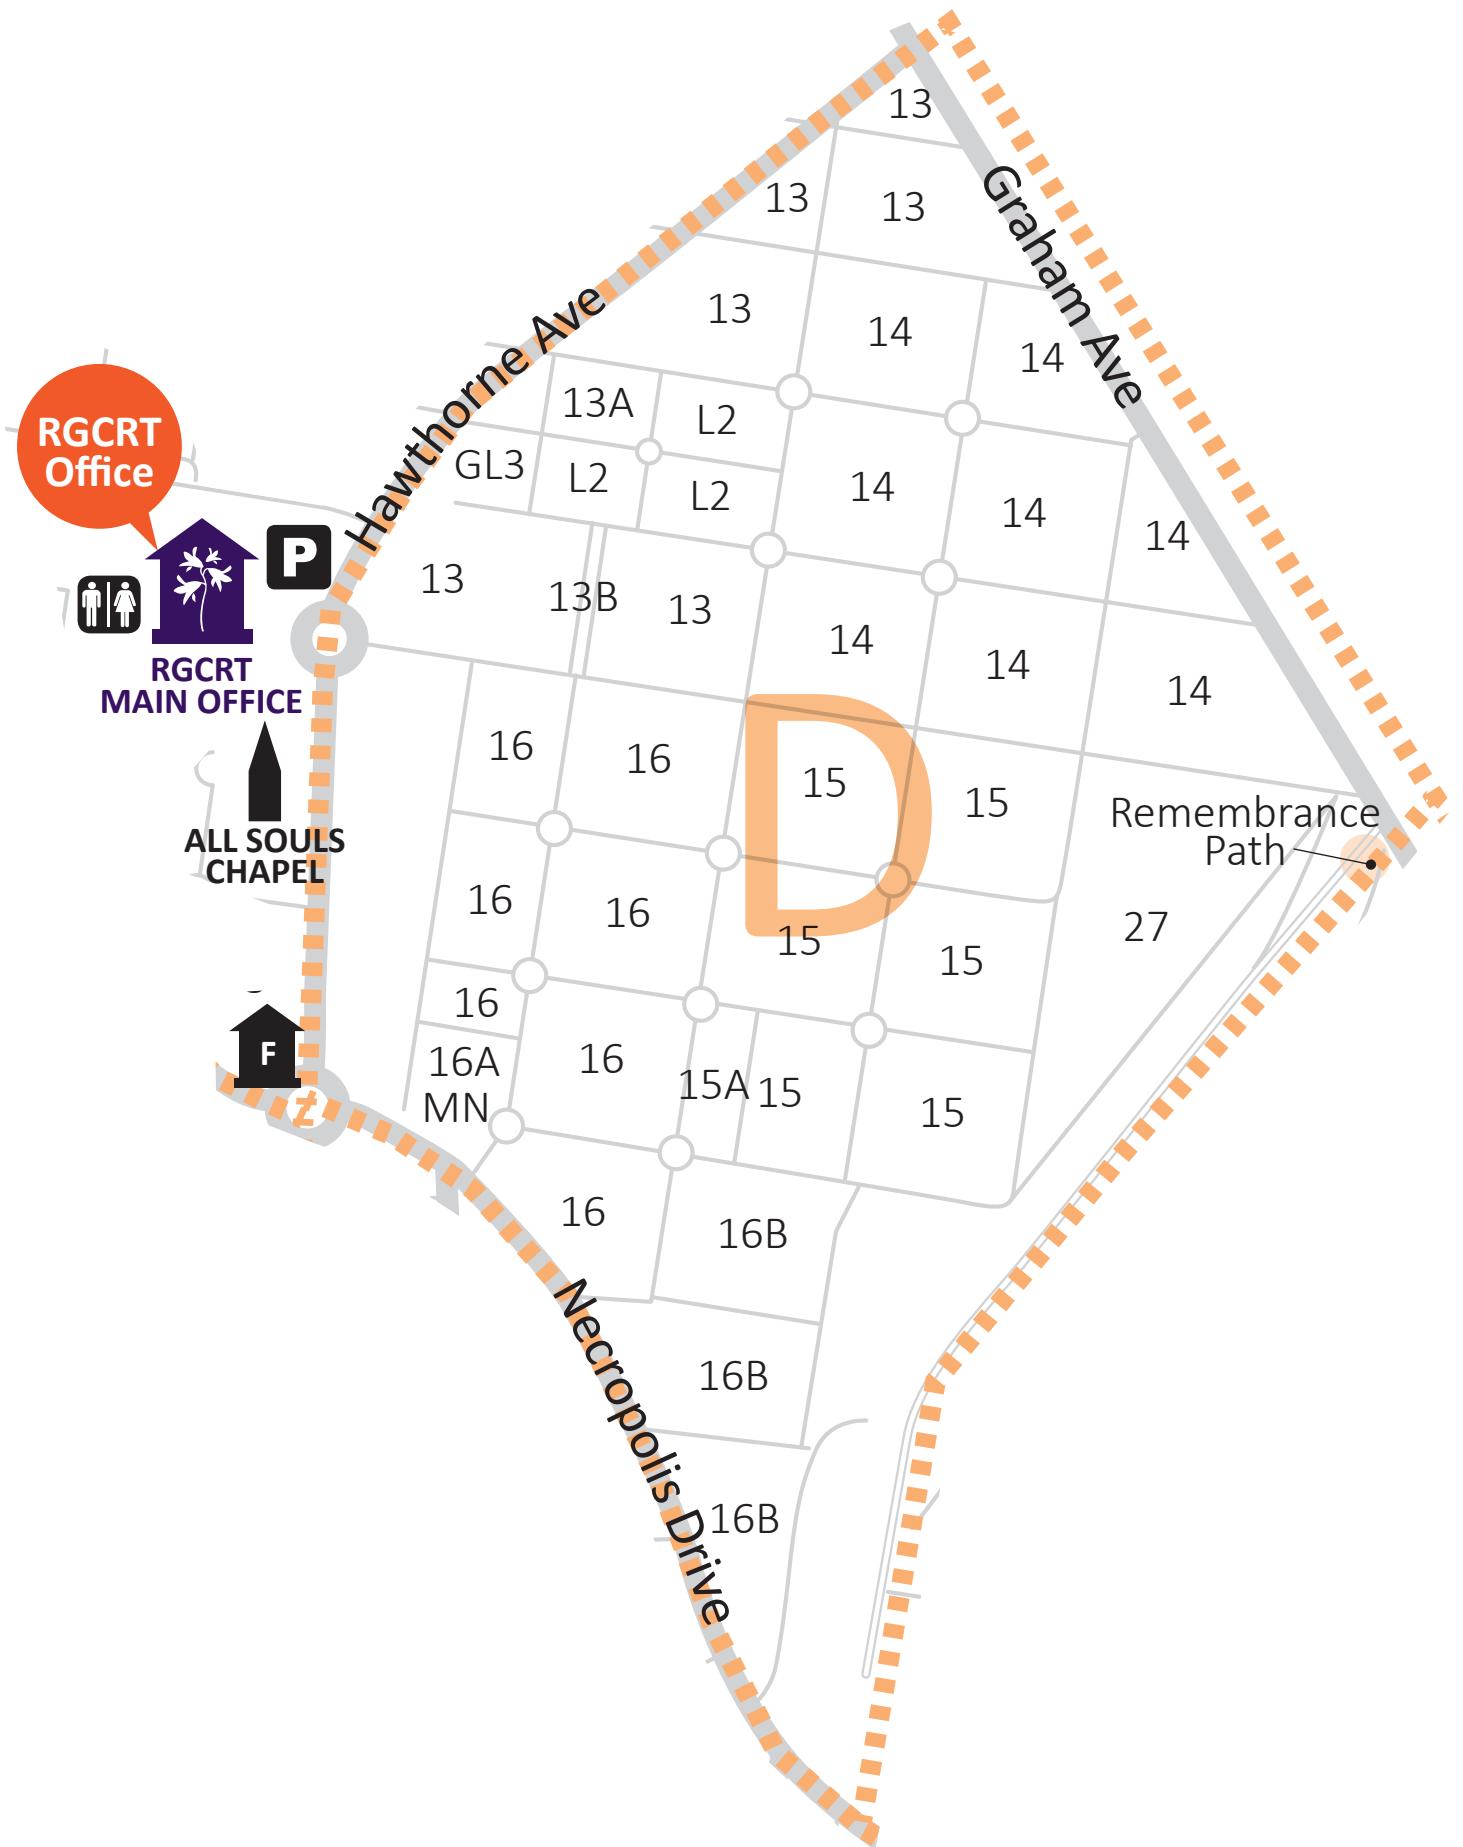 13
13
13
Graham Ave
13
14
14
Hawthorne Ave
13A
L2
RGCRT
Office
GL3
L2
L2
14
14
14
P
13
13B
13
14
14
14
RGCRT
MAIN OFFICE
16
16
D
15
15
Remembrance
Path
ALL SOULS
CHAPEL
16
16
15
15
27
16
F
16A
MN
16
15A
15
15
16
16B
Necropolis Drive
16B
16B